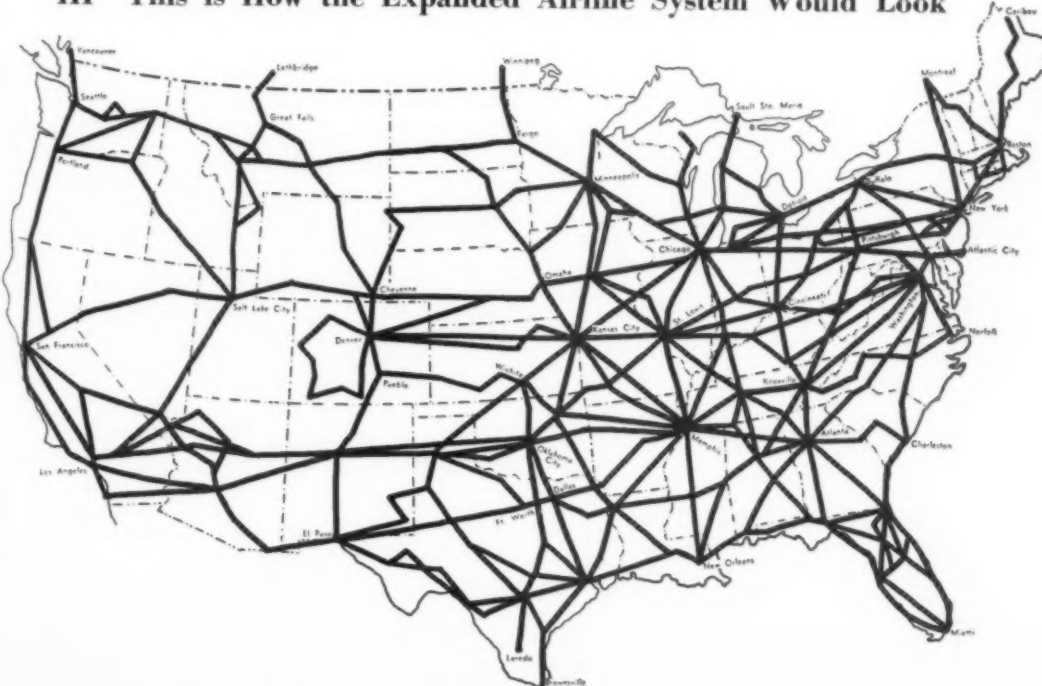 III—This is How the Expanded Airline System Would Look
Caribou
Vancouver
Lethbridge
Winnipeg
Montreal
Sault Ste. Marie
Seattle
Great Falls
Fargo
Boston
Portland
Minneapolis
Buffalo
Detroit
New York
Chicago
Pittsburgh
Atlantic City
Omaha
Cheyenne
Salt Lake City
Cincinnati
Washington
San Francisco
Denver
Kansas City
St. Louis
Norfolk
Pueblo
Wichita
Knoxville
Los Angeles
Oklahoma
City
Memphis
Atlanta
Charleston
Dallas
Ft. Worth
El Paso
New Orleans
Miami
Laredo
Brownsville